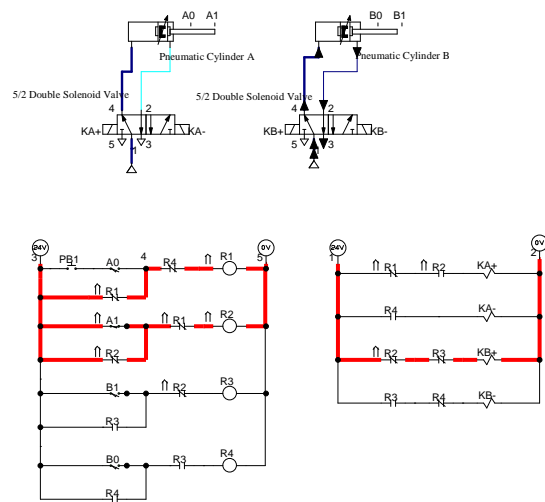 A0 A1
B0 B1
Pneumatic Cylinder A
Pneumatic Cylinder B
5/2 Double Solenoid Valve
5/2 Double Solenoid Valve
4 2
4 2
KA+ KA-
KB+ KB-
5 1 3
5 1 3
24V 0V
24V 0V
3 PB1 A0 4 R4 R1 5
R1
A1 R1 R2
R2
B1 R2 R3
R3
B0 R3 R4
R4
1 2
R1 R2 KA+
R4 KA-
R2 R3 KB+
R3 R4 KB-